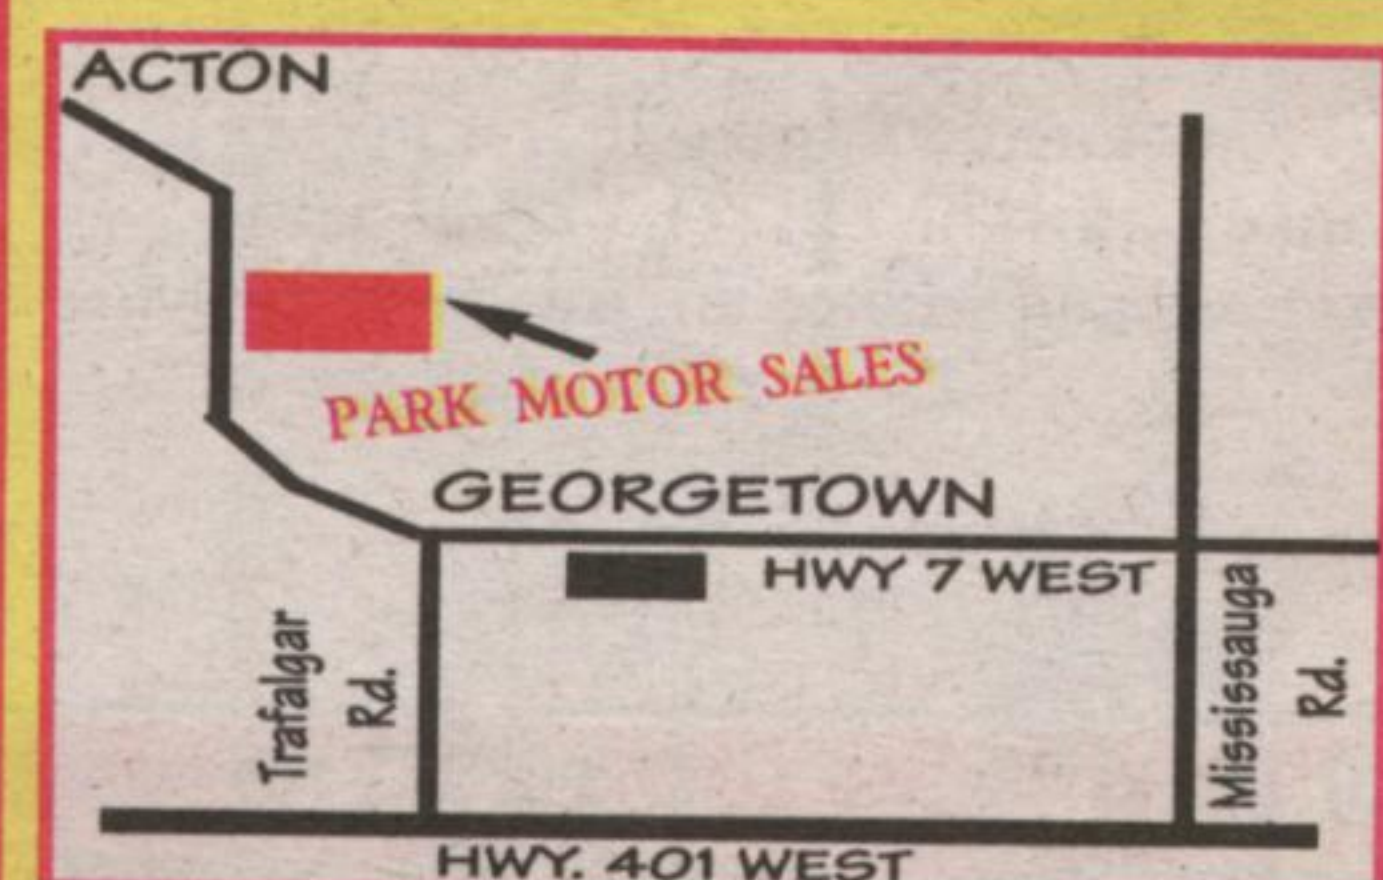 ACTON
PARK MOTOR SALES
GEORGETOWN
HWY 7 WEST
Trafalgar
Rd.
Mississauga
Rd.
HWY. 401 WEST